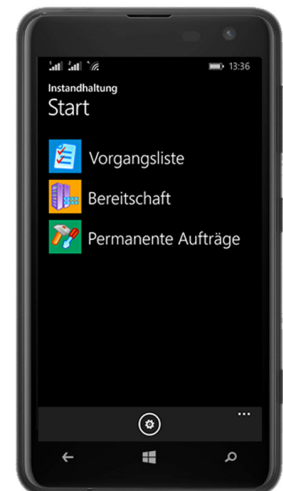 13:36
Instandhaltung
Start
Vorgangsliste
Bereitschaft
Permanente Aufträge